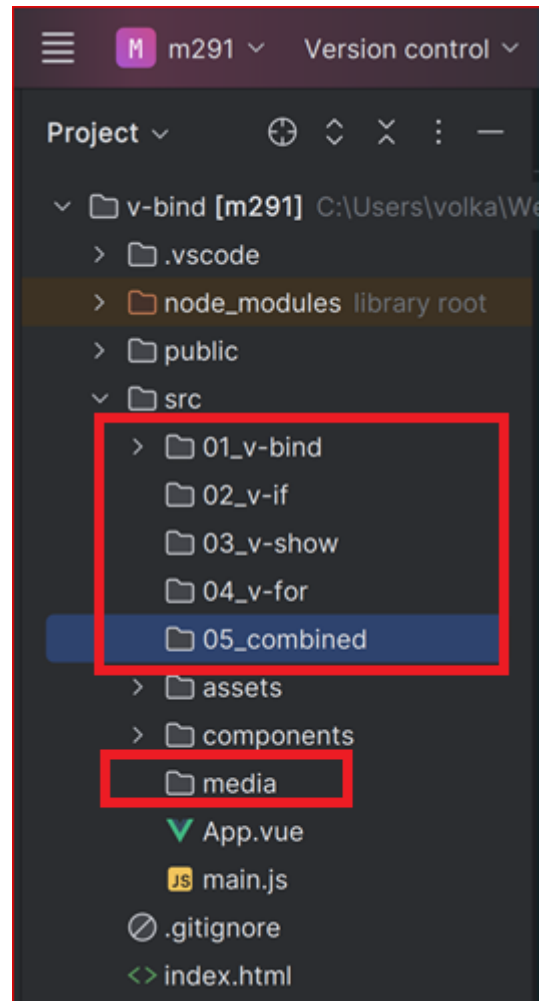 M m291 Version control
Project
v-bind [m291] C:\Users\volka\We
.vscode
node_modules library root
public
src
01_v-bind
02_v-if
03_v-show
04_v-for
05_combined
assets
components
media
App.vue
JS main.js
.gitignore
<> index.html